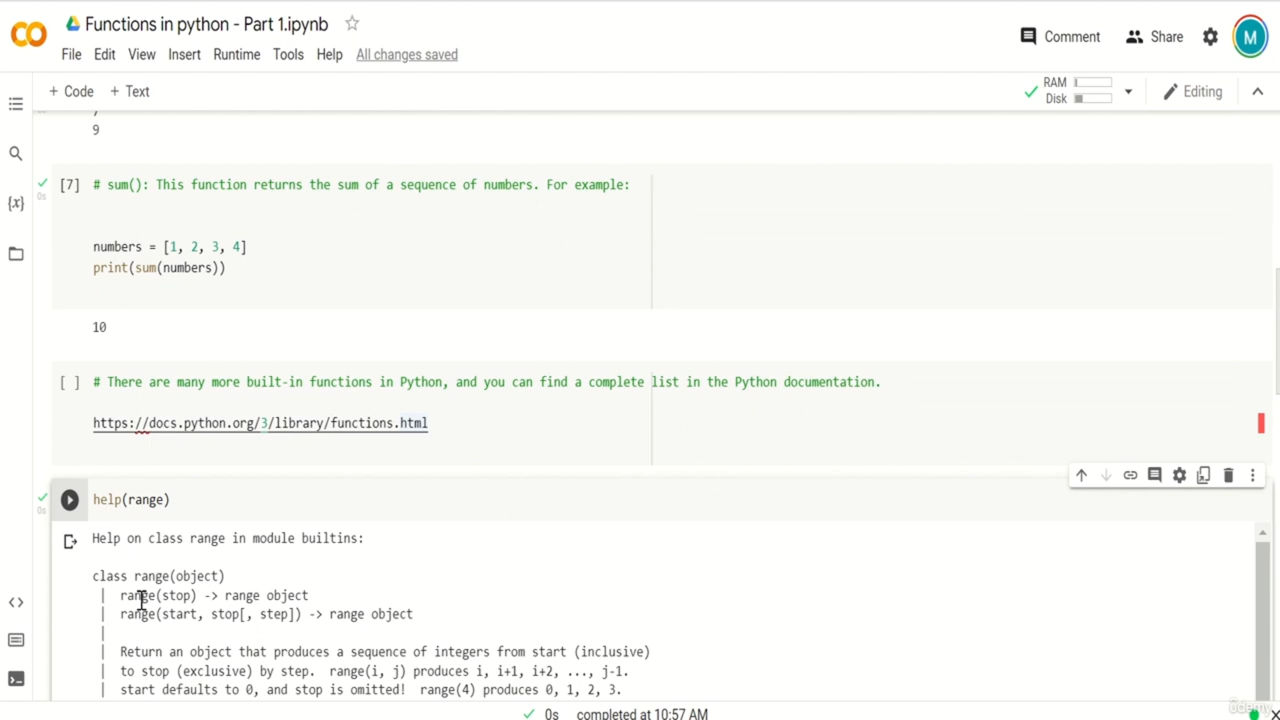 Functions in python - Part 1.ipynb
Comment
Share
M
File Edit View Insert Runtime Tools Help All changes saved
+ Code + Text
RAM
Disk
Editing
9
[7] # sum(): This function returns the sum of a sequence of numbers. For example:
0s
numbers = [1, 2, 3, 4]
print(sum(numbers))
10
[ ] # There are many more built-in functions in Python, and you can find a complete list in the Python documentation.
https://docs.python.org/3/library/functions.html
help(range)
0s
Help on class range in module builtins:
class range(object)
| range(stop) -> range object
| range(start, stop[, step]) -> range object
|
| Return an object that produces a sequence of integers from start (inclusive)
| to stop (exclusive) by step. range(i, j) produces i, i+1, i+2, ..., j-1.
| start defaults to 0, and stop is omitted! range(4) produces 0, 1, 2, 3.
0s completed at 10:57 AM
Udemy